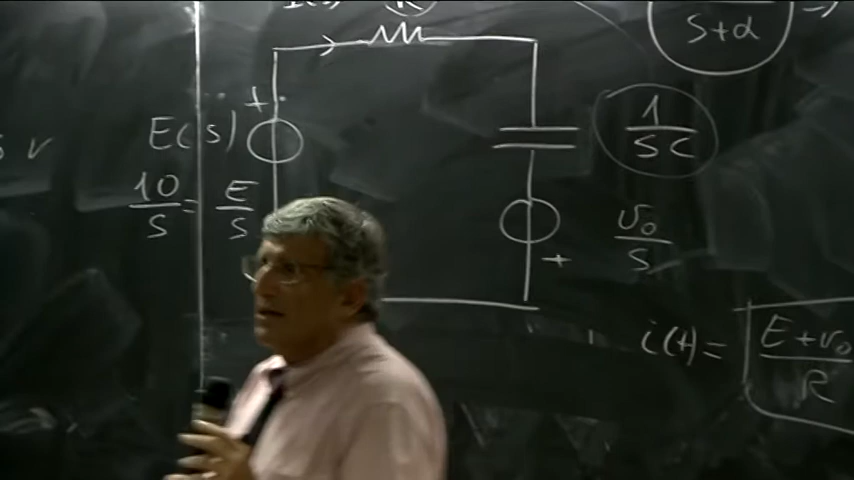 R
S+α
+
E(s)
1
SC
S V
10/S = E/S
v₀/S
+
i(t) = E+v₀/R